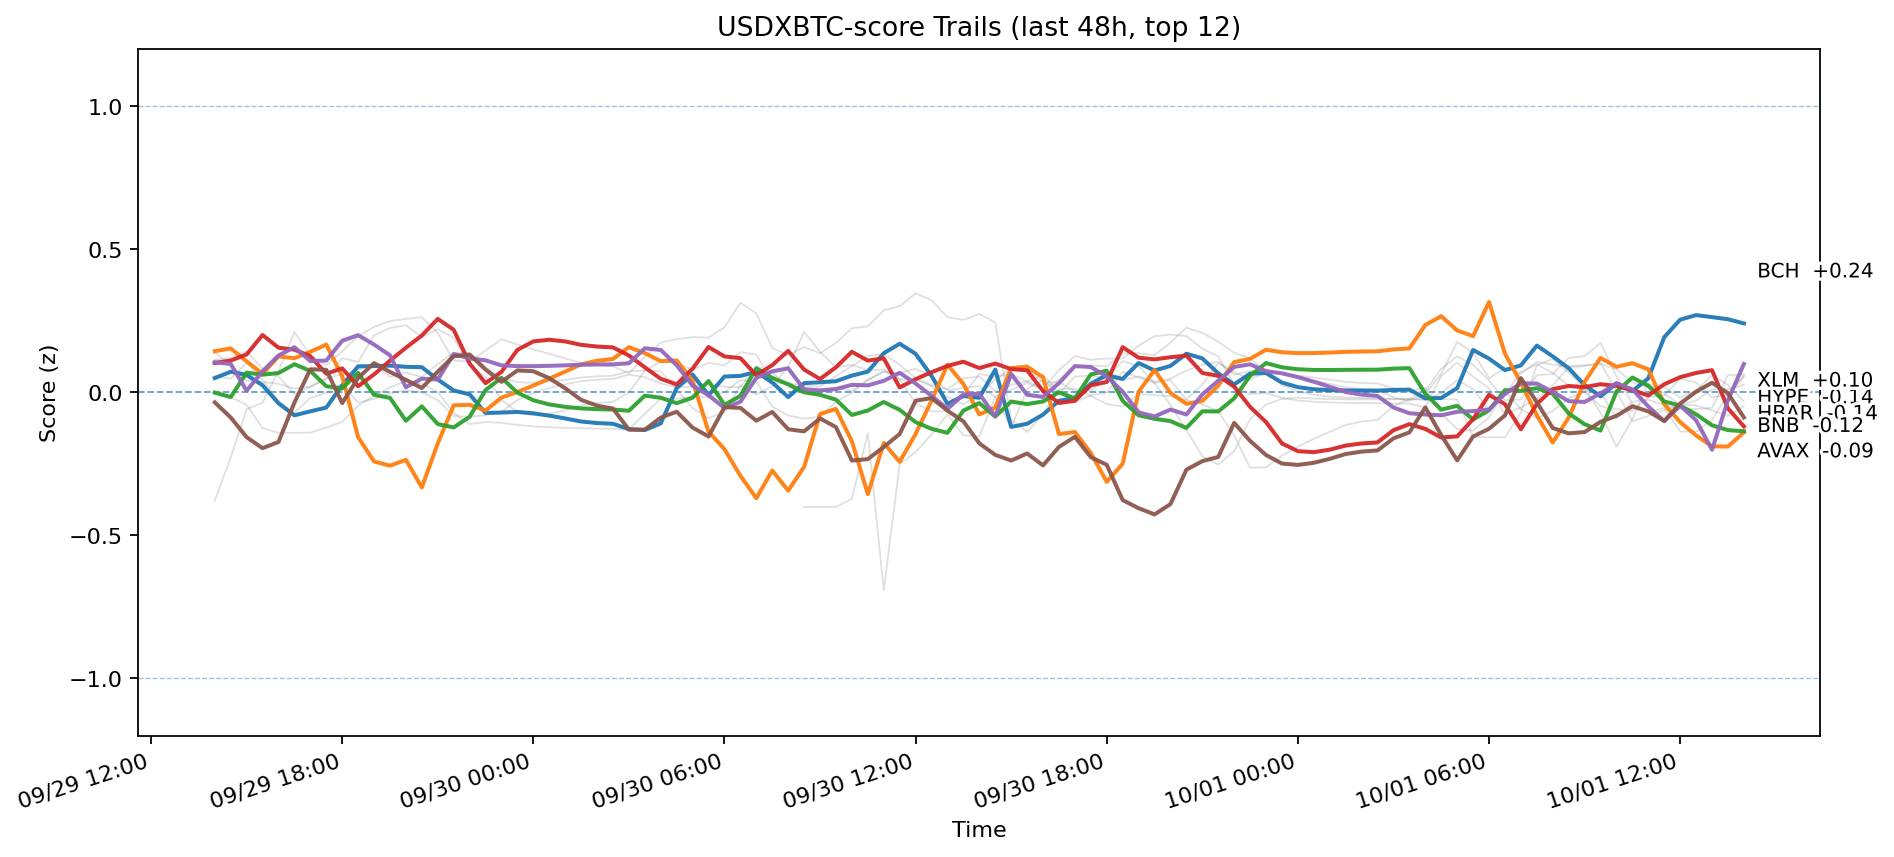 USDXBTC-score Trails (last 48h, top 12)
Score (z)
1.0
0.5
0.0
−0.5
−1.0
BCH +0.24
XLM +0.10
HYPE -0.14
HBAR -0.14
BNB -0.12
AVAX -0.09
09/29 12:00
09/29 18:00
09/30 00:00
09/30 06:00
09/30 12:00
09/30 18:00
10/01 00:00
10/01 06:00
10/01 12:00
Time